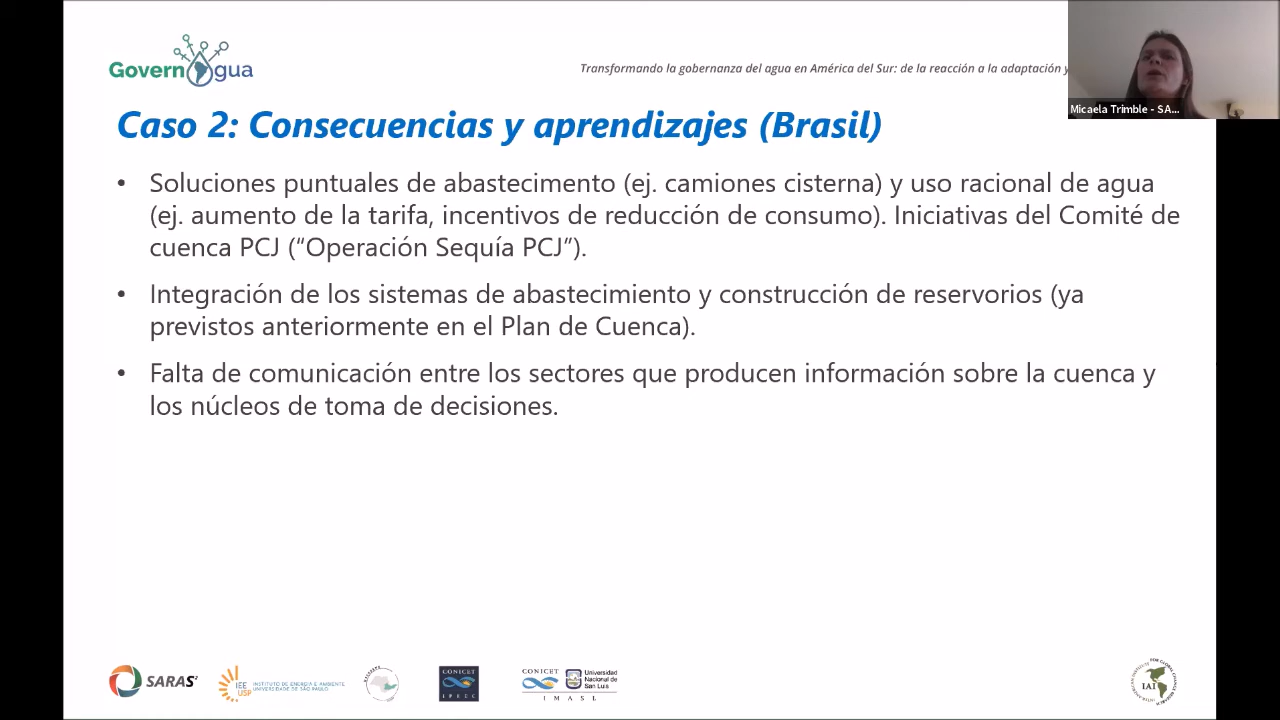 GovernAgua
Transformando la gobernanza del agua en América del Sur: de la reacción a la adaptación y
Micaela Trimble - SA...
Caso 2: Consecuencias y aprendizajes (Brasil)
• Soluciones puntuales de abastecimento (ej. camiones cisterna) y uso racional de agua
(ej. aumento de la tarifa, incentivos de reducción de consumo). Iniciativas del Comité de
cuenca PCJ (“Operación Sequía PCJ”).
• Integración de los sistemas de abastecimiento y construcción de reservorios (ya
previstos anteriormente en el Plan de Cuenca).
• Falta de comunicación entre los sectores que producen información sobre la cuenca y
los núcleos de toma de decisiones.
SARAS²
IEE
USP
INSTITUTO DE ENERGIA E AMBIENTE
UNIVERSIDADE DE SÃO PAULO
CONICET
CONICET
Universidad
Nacional de
San Luis
I M A S L
IAI